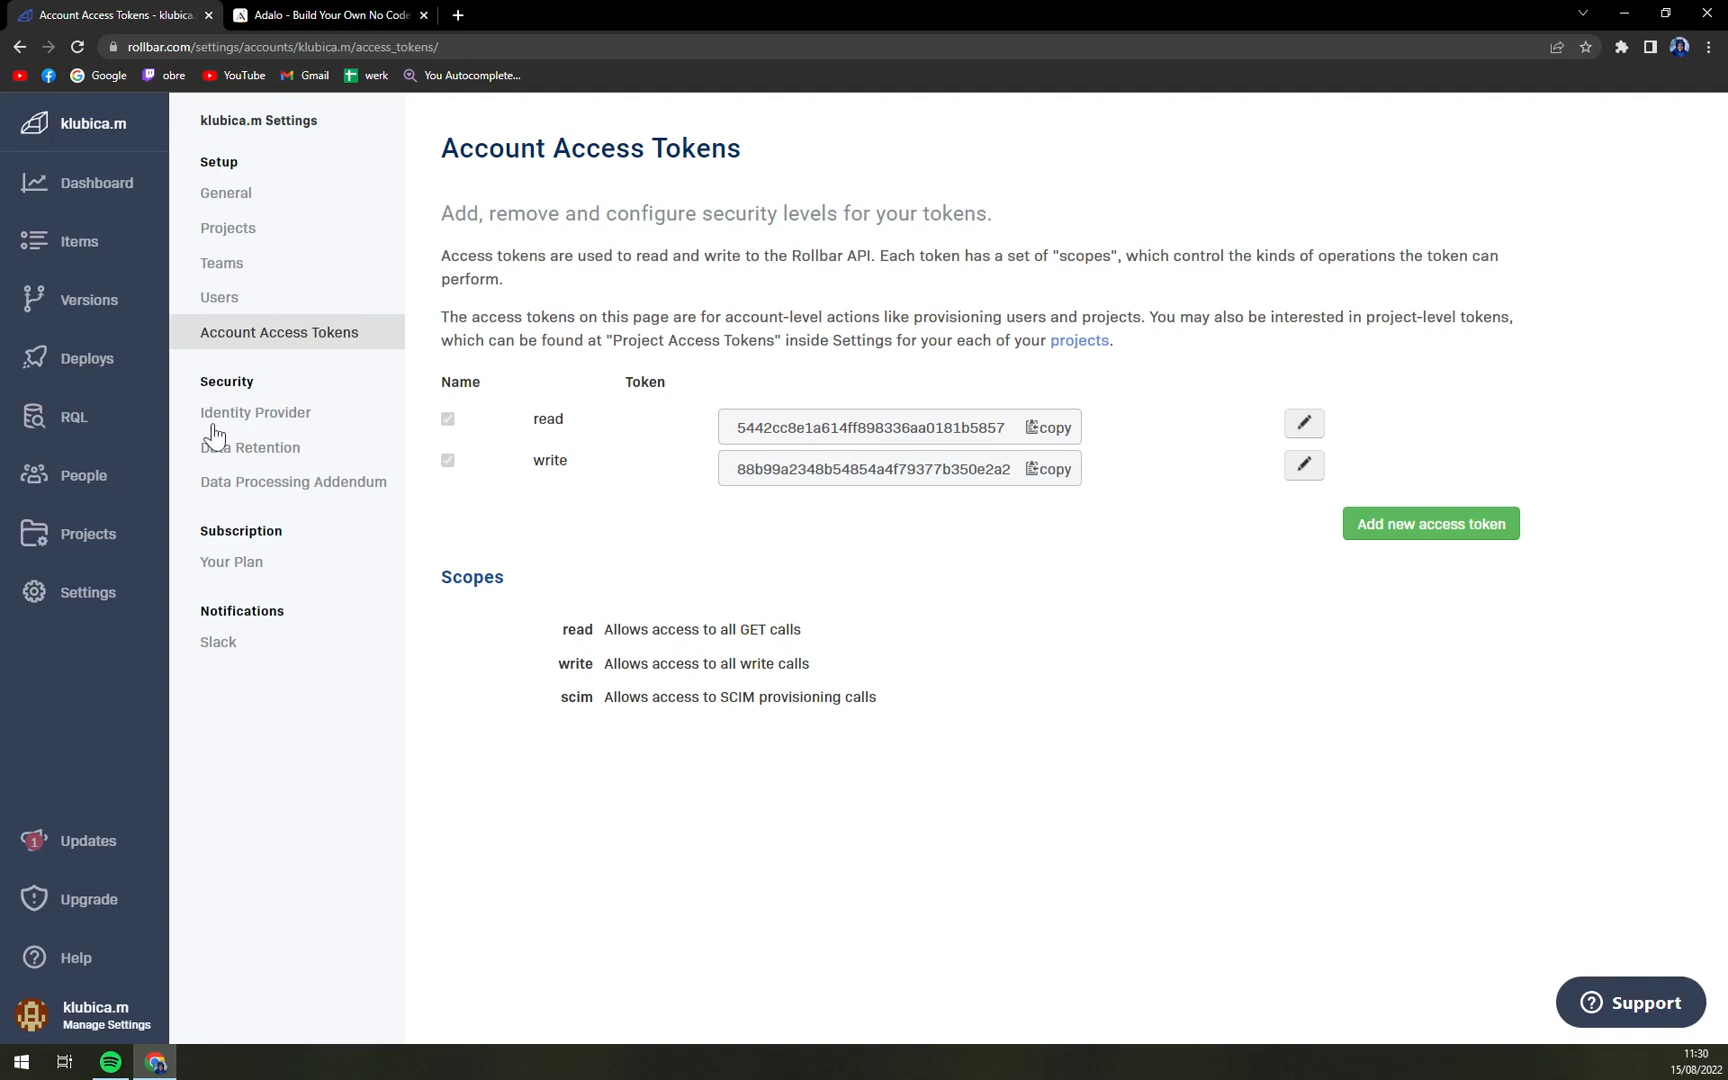 Account Access Tokens - klubica.
Adalo - Build Your Own No Code
rollbar.com/settings/accounts/klubica.m/access_tokens/
Google
obre
YouTube
Gmail
werk
You Autocomplete...
klubica.m
Dashboard
Items
Versions
Deploys
RQL
People
Projects
Settings
1
Updates
Upgrade
Help
klubica.m
Manage Settings
klubica.m Settings
Setup
General
Projects
Teams
Users
Account Access Tokens
Security
Identity Provider
Data Retention
Data Processing Addendum
Subscription
Your Plan
Notifications
Slack
Account Access Tokens
Add, remove and configure security levels for your tokens.
Access tokens are used to read and write to the Rollbar API. Each token has a set of "scopes", which control the kinds of operations the token can
perform.
The access tokens on this page are for account-level actions like provisioning users and projects. You may also be interested in project-level tokens,
which can be found at "Project Access Tokens" inside Settings for your each of your projects.
Name Token
read 5442cc8e1a614ff898336aa0181b5857 copy
write 88b99a2348b54854a4f79377b350e2a2 copy
Add new access token
Scopes
read Allows access to all GET calls
write Allows access to all write calls
scim Allows access to SCIM provisioning calls
Support
11:30
15/08/2022